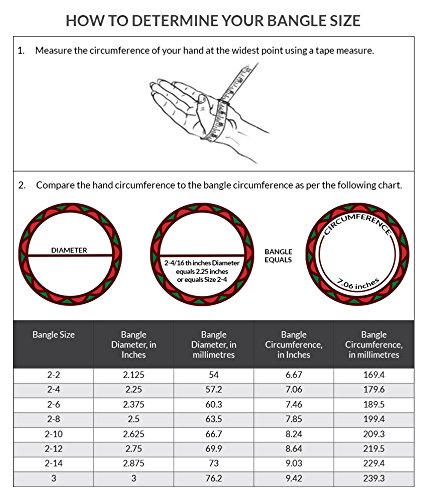 HOW TO DETERMINE YOUR BANGLE SIZE
1. Measure the circumference of your hand at the widest point using a tape measure.
2. Compare the hand circumference to the bangle circumference as per the following chart.
DIAMETER
2-4/16 th inches Diameter
equals 2.25 inches
or equals Size 2-4
BANGLE
EQUALS
CIRCUMFERENCE
7.06 inches
Bangle Size Bangle Diameter, in Inches Bangle Diameter, in millimetres Bangle Circumference, in Inches Bangle Circumference, in millimetres
2-2 2.125 54 6.67 169.4
2-4 2.25 57.2 7.06 179.6
2-6 2.375 60.3 7.46 189.5
2-8 2.5 63.5 7.85 199.4
2-10 2.625 66.7 8.24 209.3
2-12 2.75 69.9 8.64 219.5
2-14 2.875 73 9.03 229.4
3 3 76.2 9.42 239.3